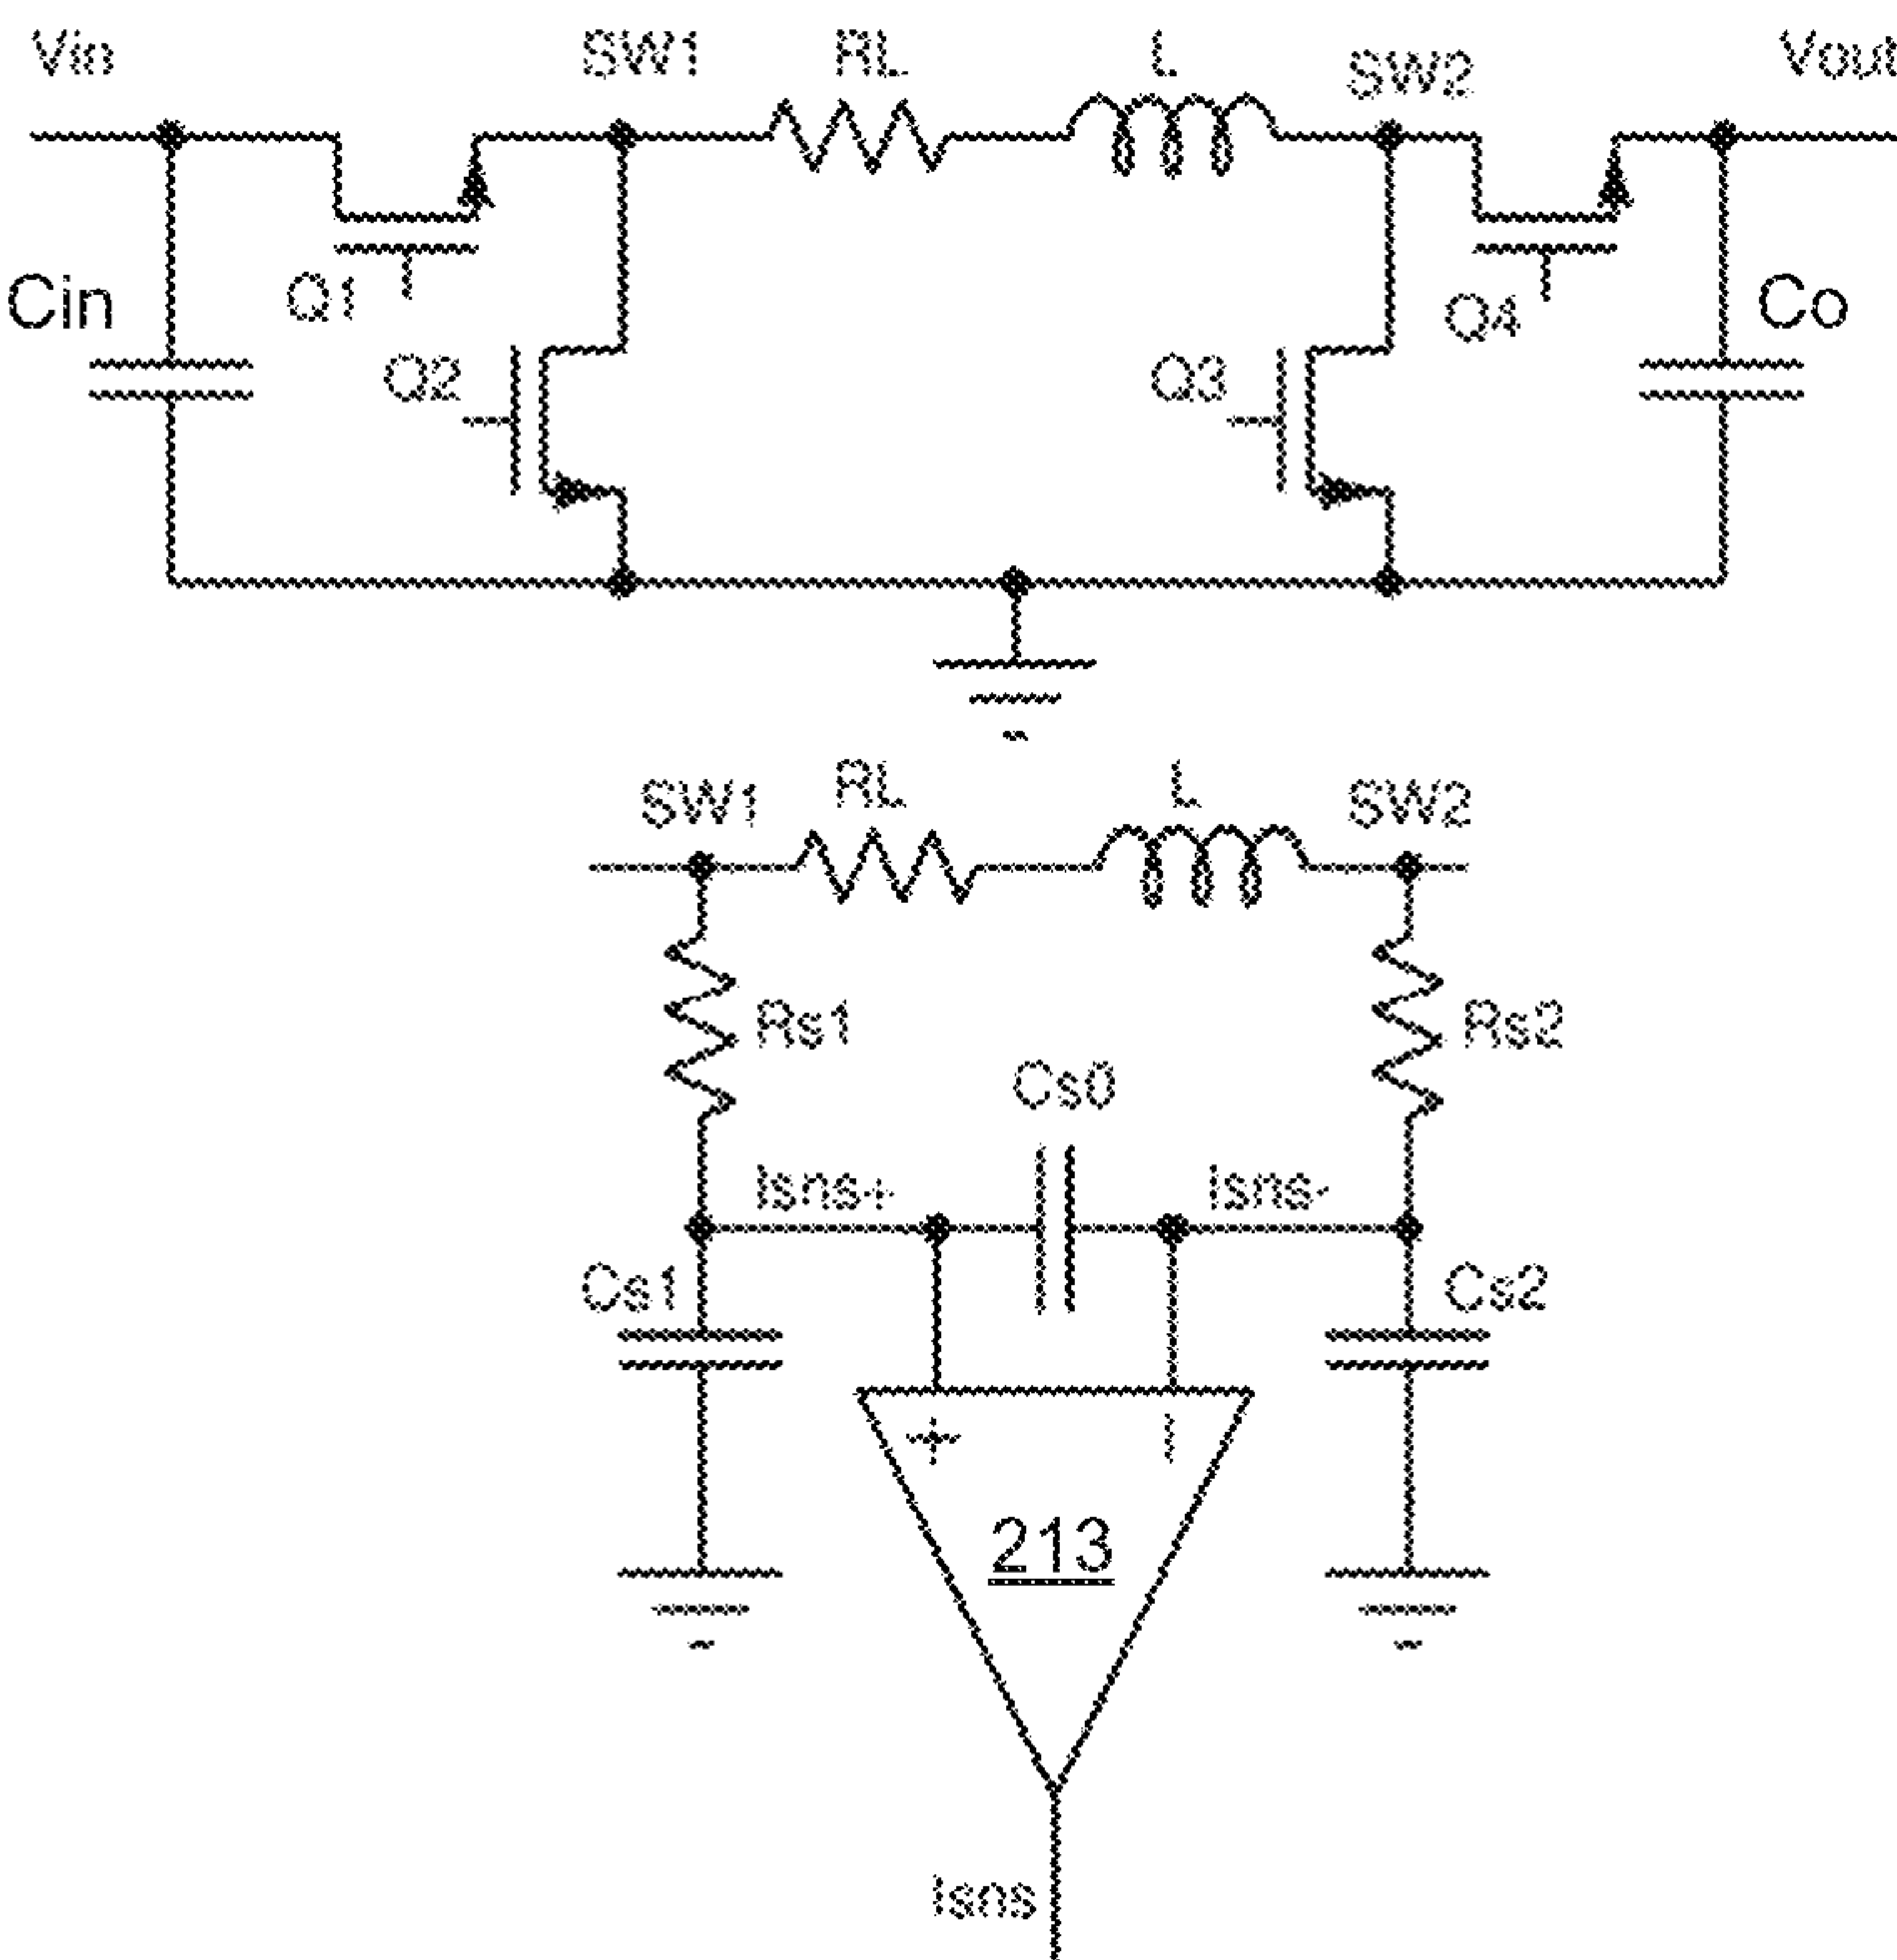 Vin SW1 RL L SW2 Vout
Cin Q1 Q4 Co
Q2 Q3
SW1 RL L SW2
Rs1 Rs2
Cs0
Isns+ Isns-
Cs1 Cs2
+ -
213
Isns